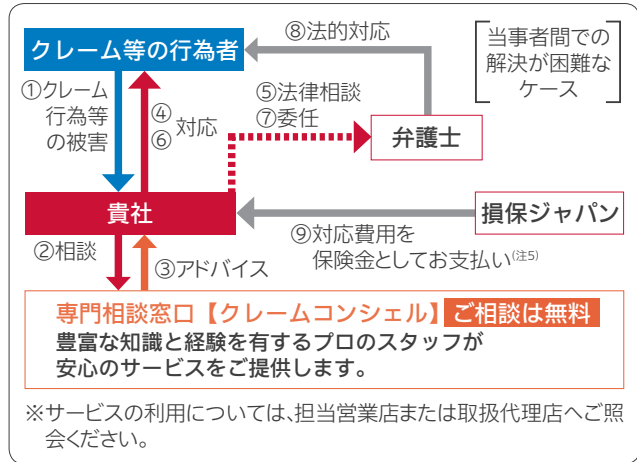 ⑧法的対応
クレーム等の行為者
当事者間での
解決が困難な
ケース
①クレーム
行為等
の被害
④
⑥
対応
⑤法律相談
⑦委任
弁護士
貴社
損保ジャパン
②相談
③アドバイス
⑨対応費用を
保険金としてお支払い(注5)
専門相談窓口【クレームコンシェル】 ご相談は無料
豊富な知識と経験を有するプロのスタッフが
安心のサービスをご提供します。
※サービスの利用については、担当営業店または取扱代理店へご照
会ください。